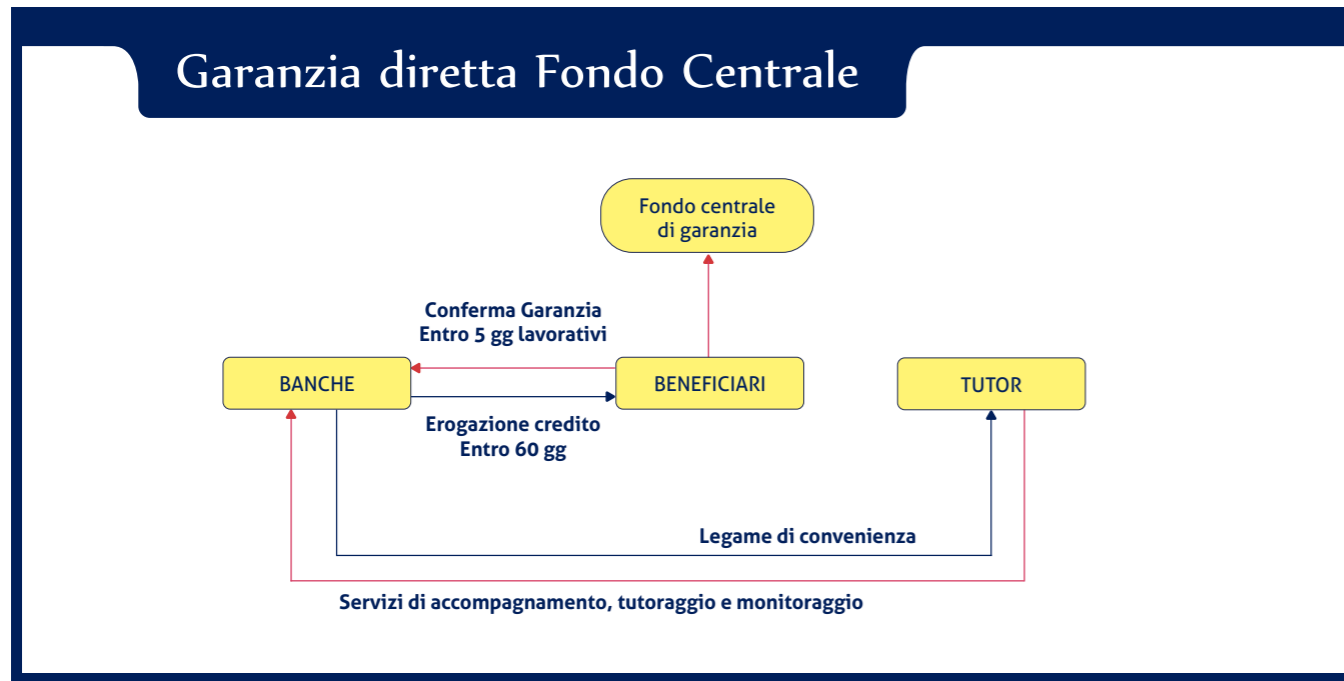 Garanzia diretta Fondo Centrale
Fondo centrale
di garanzia
Conferma Garanzia
Entro 5 gg lavorativi
BANCHE
BENEFICIARI
TUTOR
Erogazione credito
Entro 60 gg
Legame di convenienza
Servizi di accompagnamento, tutoraggio e monitoraggio